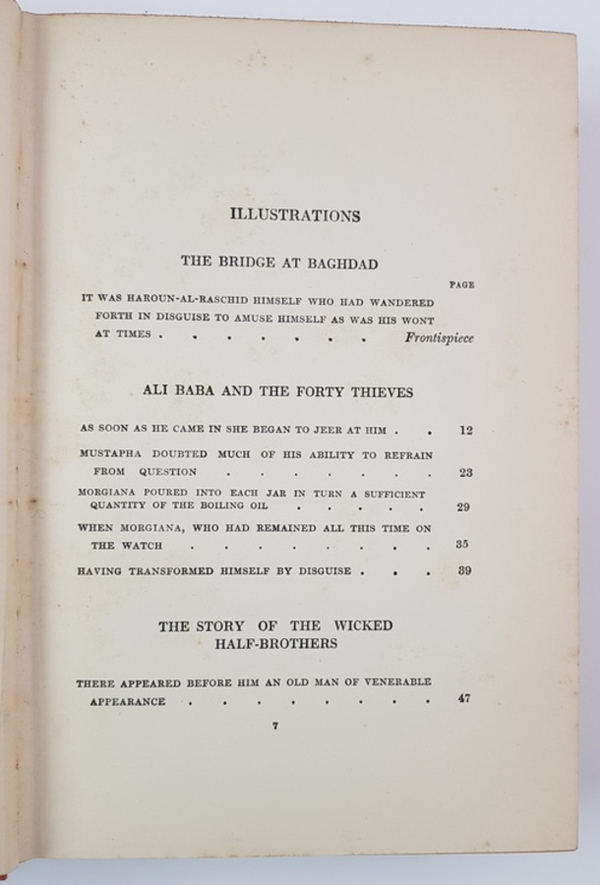 ILLUSTRATIONS
THE BRIDGE AT BAGHDAD
PAGE
IT WAS HAROUN-AL-RASCHID HIMSELF WHO HAD WANDERED
FORTH IN DISGUISE TO AMUSE HIMSELF AS WAS HIS WONT
AT TIMES . . . . . . . Frontispiece
ALI BABA AND THE FORTY THIEVES
AS SOON AS HE CAME IN SHE BEGAN TO JEER AT HIM . . 12
MUSTAPHA DOUBTED MUCH OF HIS ABILITY TO REFRAIN
FROM QUESTION . . . . . . . 23
MORGIANA POURED INTO EACH JAR IN TURN A SUFFICIENT
QUANTITY OF THE BOILING OIL . . . . . 29
WHEN MORGIANA, WHO HAD REMAINED ALL THIS TIME ON
THE WATCH . . . . . . . . 35
HAVING TRANSFORMED HIMSELF BY DISGUISE . . . 39
THE STORY OF THE WICKED
HALF-BROTHERS
THERE APPEARED BEFORE HIM AN OLD MAN OF VENERABLE
APPEARANCE . . . . . . . . 47
7